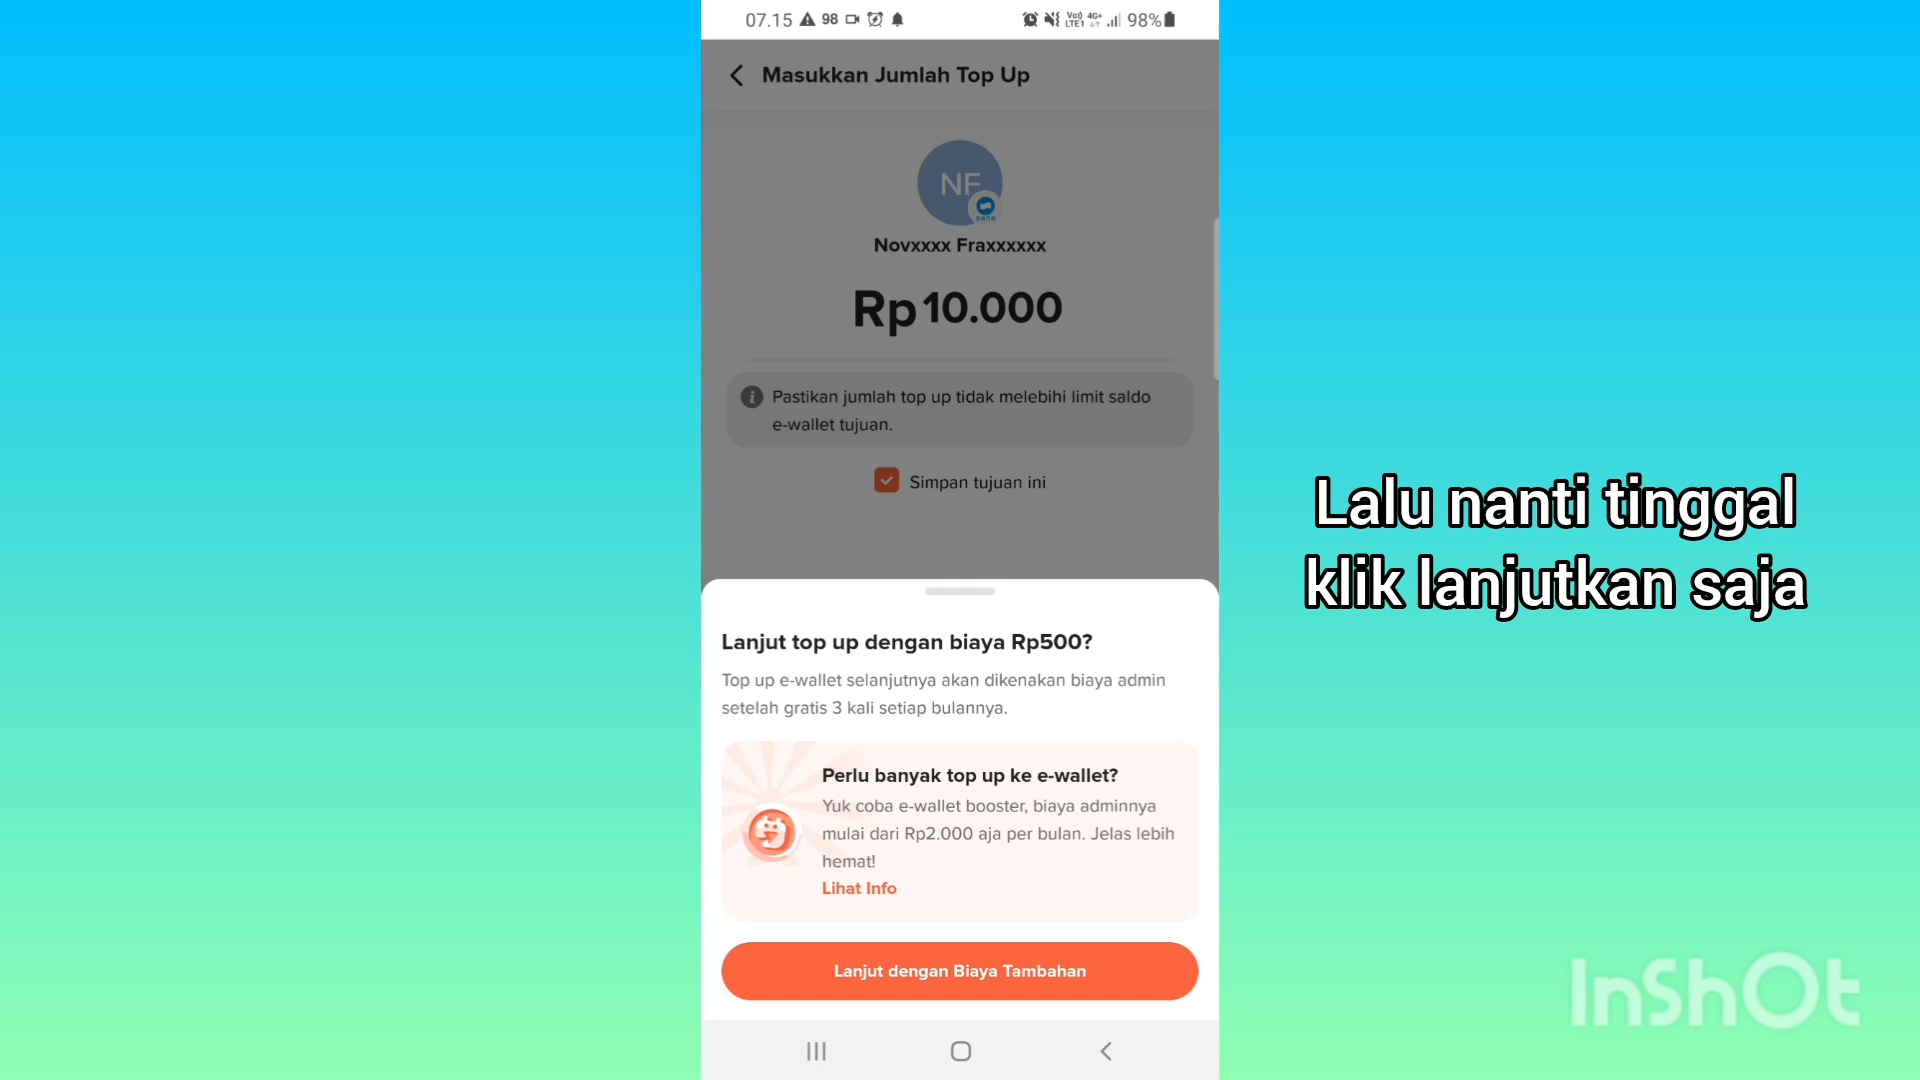 07.15 98 98%
Masukkan Jumlah Top Up
NF
DANA
Novxxxx Fraxxxxxx
Rp10.000
Pastikan jumlah top up tidak melebihi limit saldo
e-wallet tujuan.
Simpan tujuan ini
Lalu nanti tinggal
klik lanjutkan saja
Lanjut top up dengan biaya Rp500?
Top up e-wallet selanjutnya akan dikenakan biaya admin
setelah gratis 3 kali setiap bulannya.
Perlu banyak top up ke e-wallet?
Yuk coba e-wallet booster, biaya adminnya
mulai dari Rp2.000 aja per bulan. Jelas lebih
hemat!
Lihat Info
Lanjut dengan Biaya Tambahan
InShOt